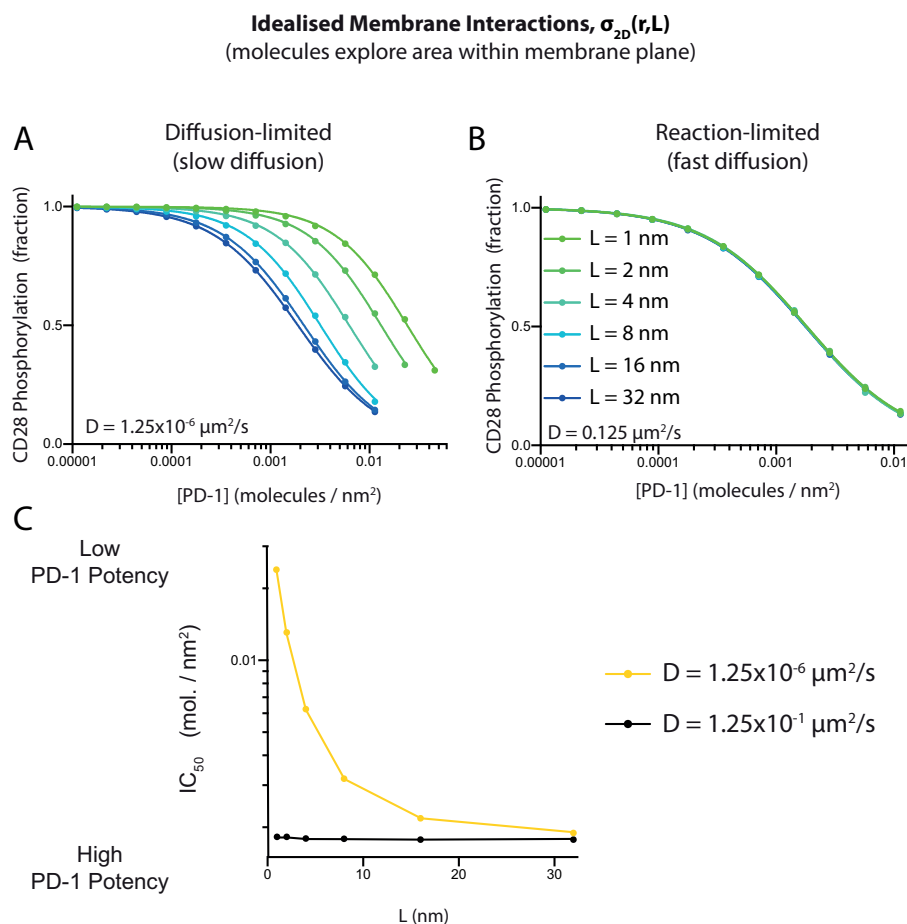 Idealised Membrane Interactions, σ2D(r,L)
(molecules explore area within membrane plane)
A
Diffusion-limited
(slow diffusion)
CD28 Phosphorylation (fraction)
1.0
0.5
0.0
D = 1.25x10⁻⁶ µm²/s
0.00001
0.0001
0.001
0.01
[PD-1] (molecules / nm²)
B
Reaction-limited
(fast diffusion)
CD28 Phosphorylation (fraction)
1.0
0.5
0.0
L = 1 nm
L = 2 nm
L = 4 nm
L = 8 nm
L = 16 nm
L = 32 nm
D = 0.125 µm²/s
0.00001
0.0001
0.001
0.01
[PD-1] (molecules / nm²)
C
Low
PD-1 Potency
High
PD-1 Potency
IC₅₀ (mol. / nm²)
0.01
0
10
20
30
L (nm)
D = 1.25x10⁻⁶ µm²/s
D = 1.25x10⁻¹ µm²/s